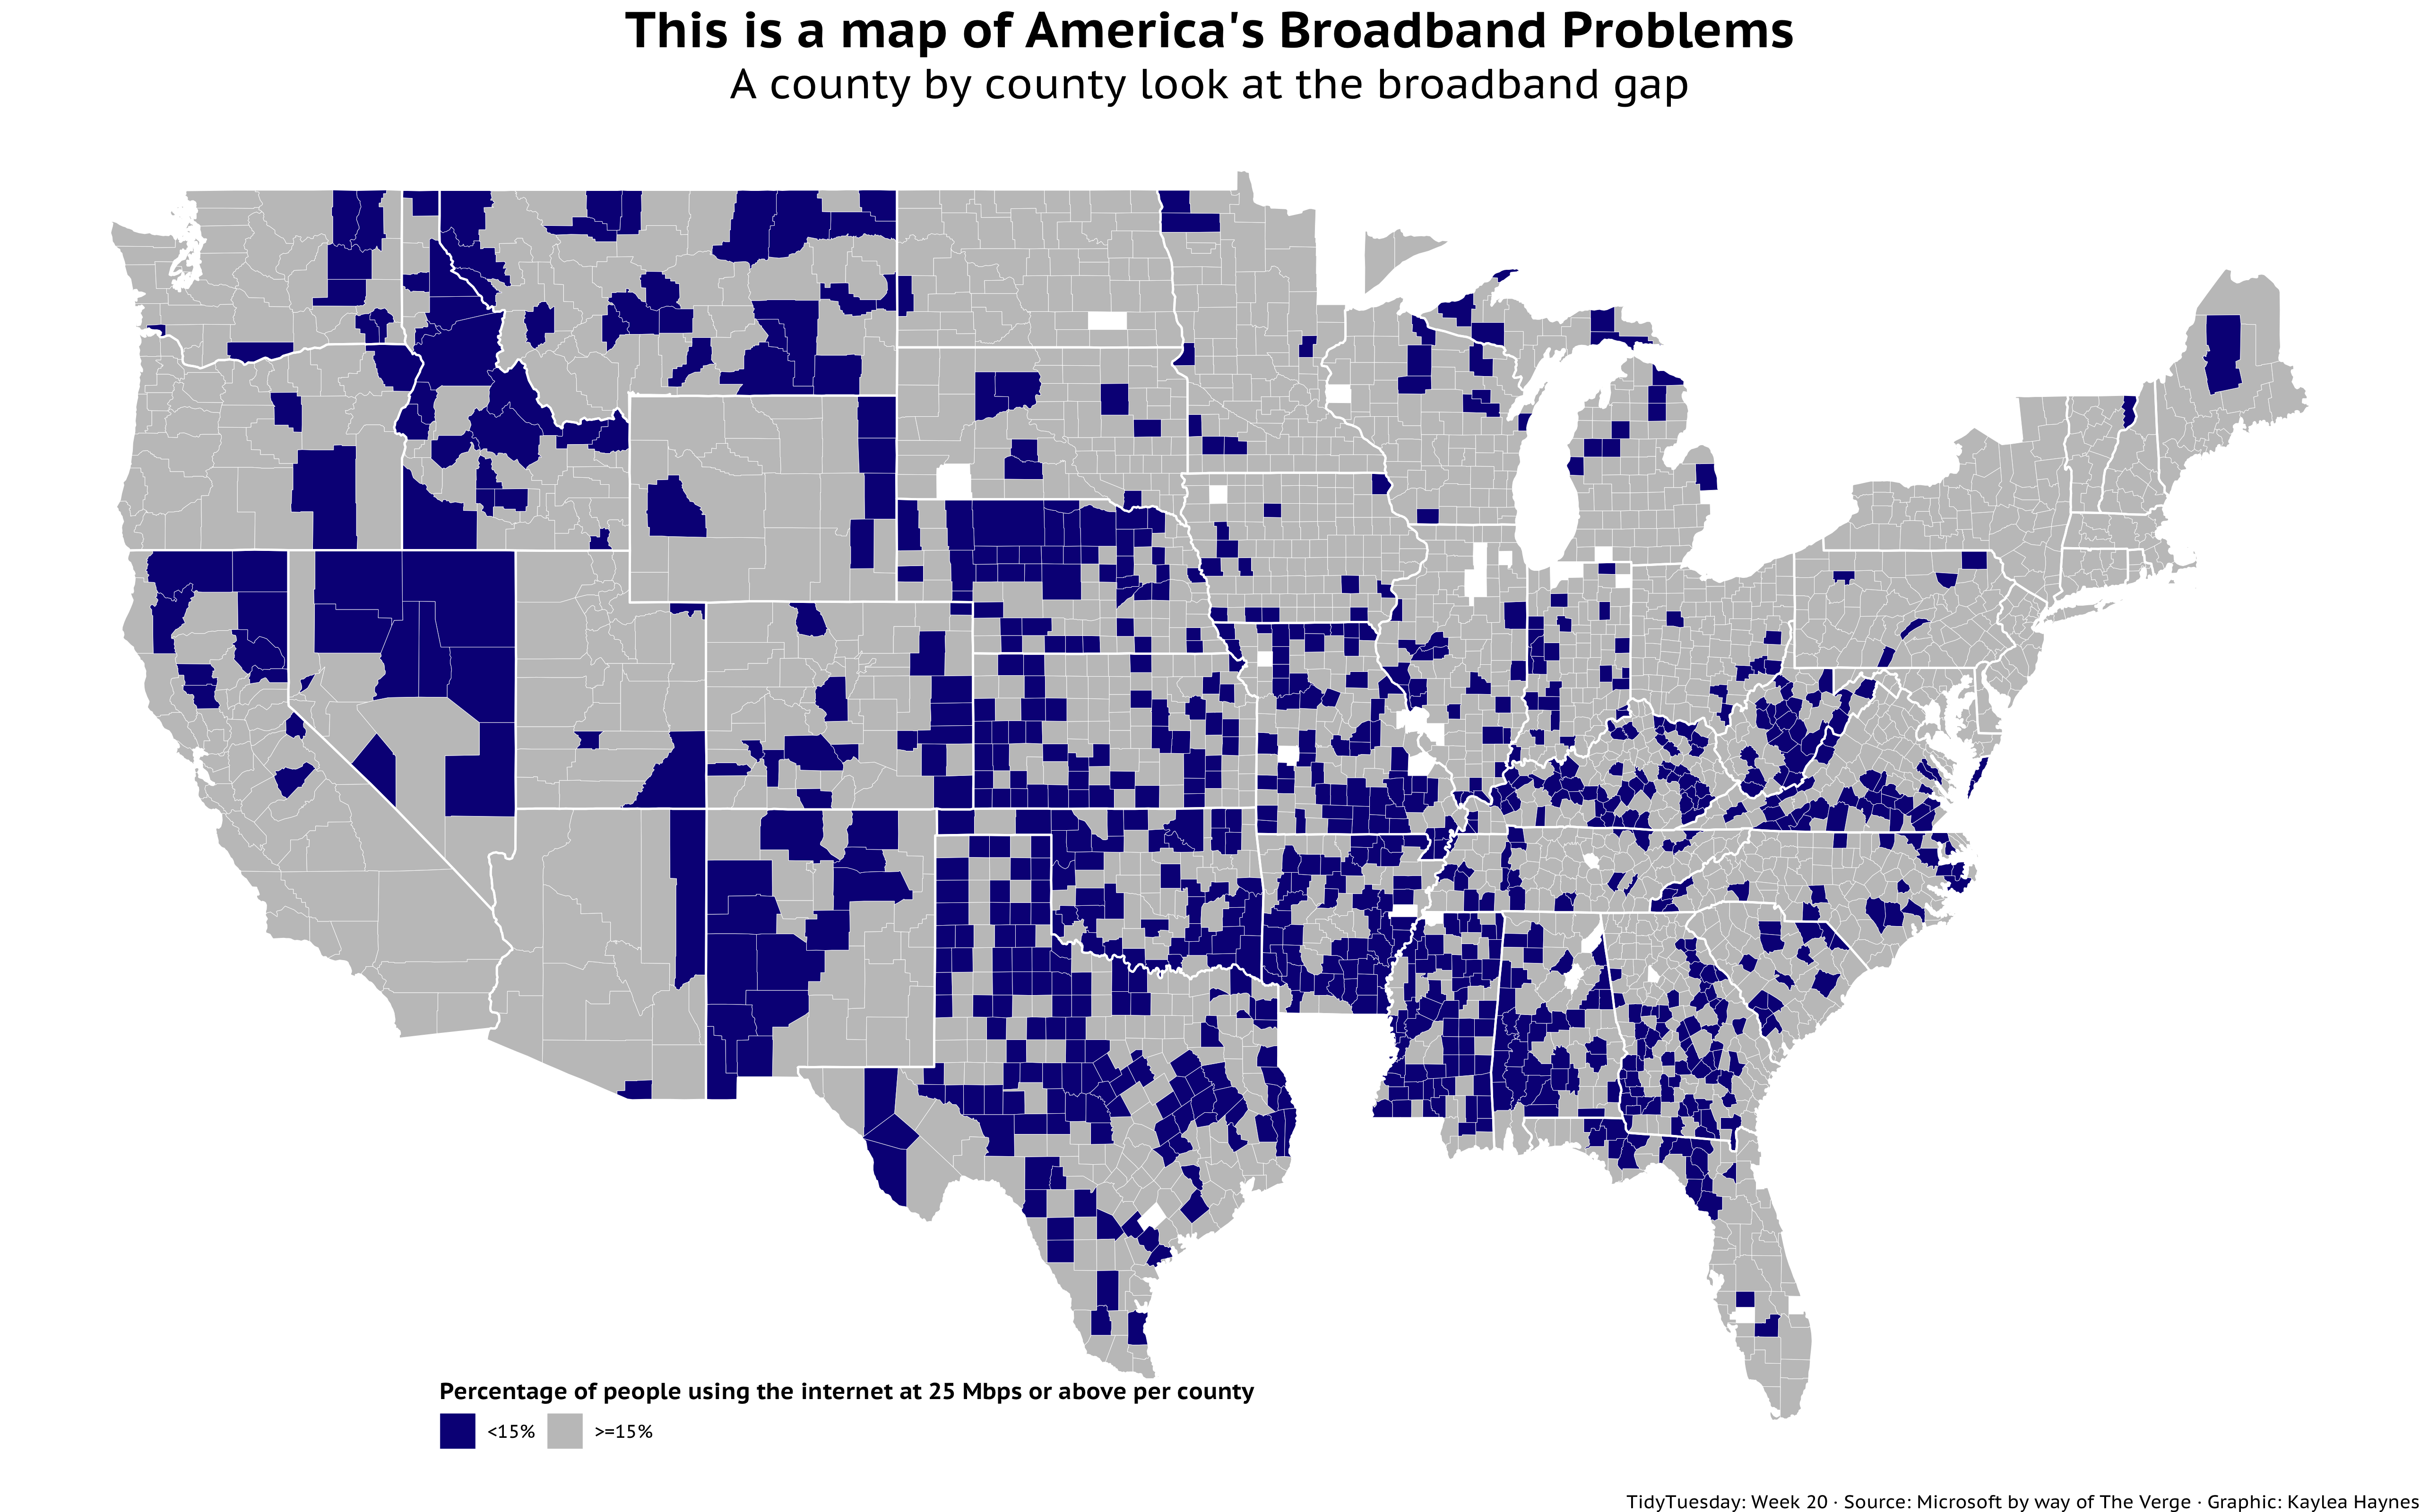 This is a map of America's Broadband Problems
A county by county look at the broadband gap
Percentage of people using the internet at 25 Mbps or above per county
<15% >=15%
TidyTuesday: Week 20 · Source: Microsoft by way of The Verge · Graphic: Kaylea Haynes